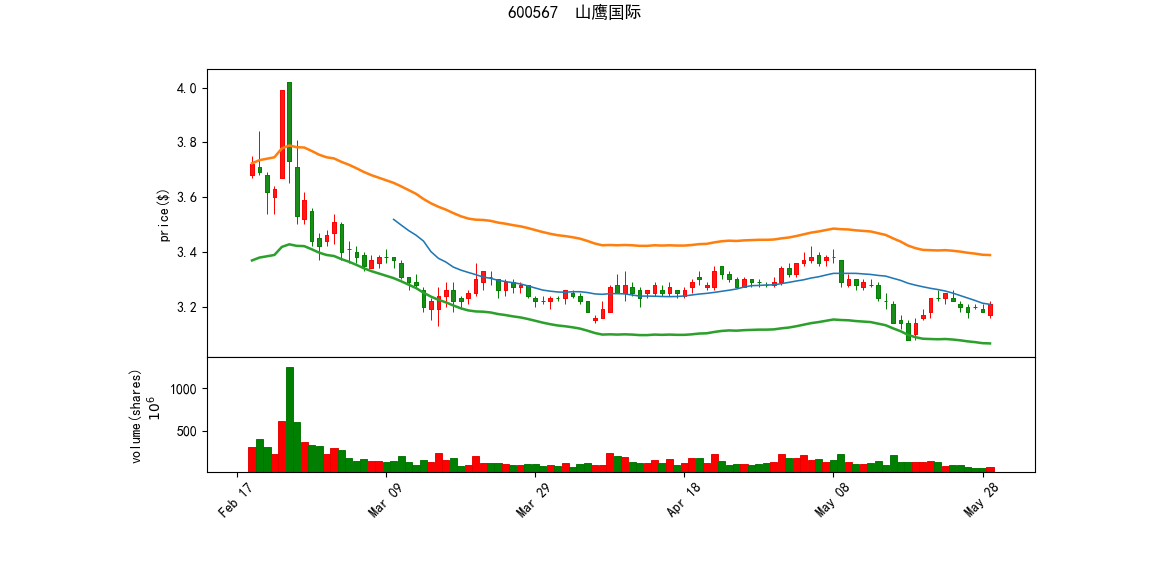 600567 山鹰国际
price($)
4.0
3.8
3.6
3.4
3.2
volume(shares)
10^6
1000
500
Feb 17
Mar 09
Mar 29
Apr 18
May 08
May 28